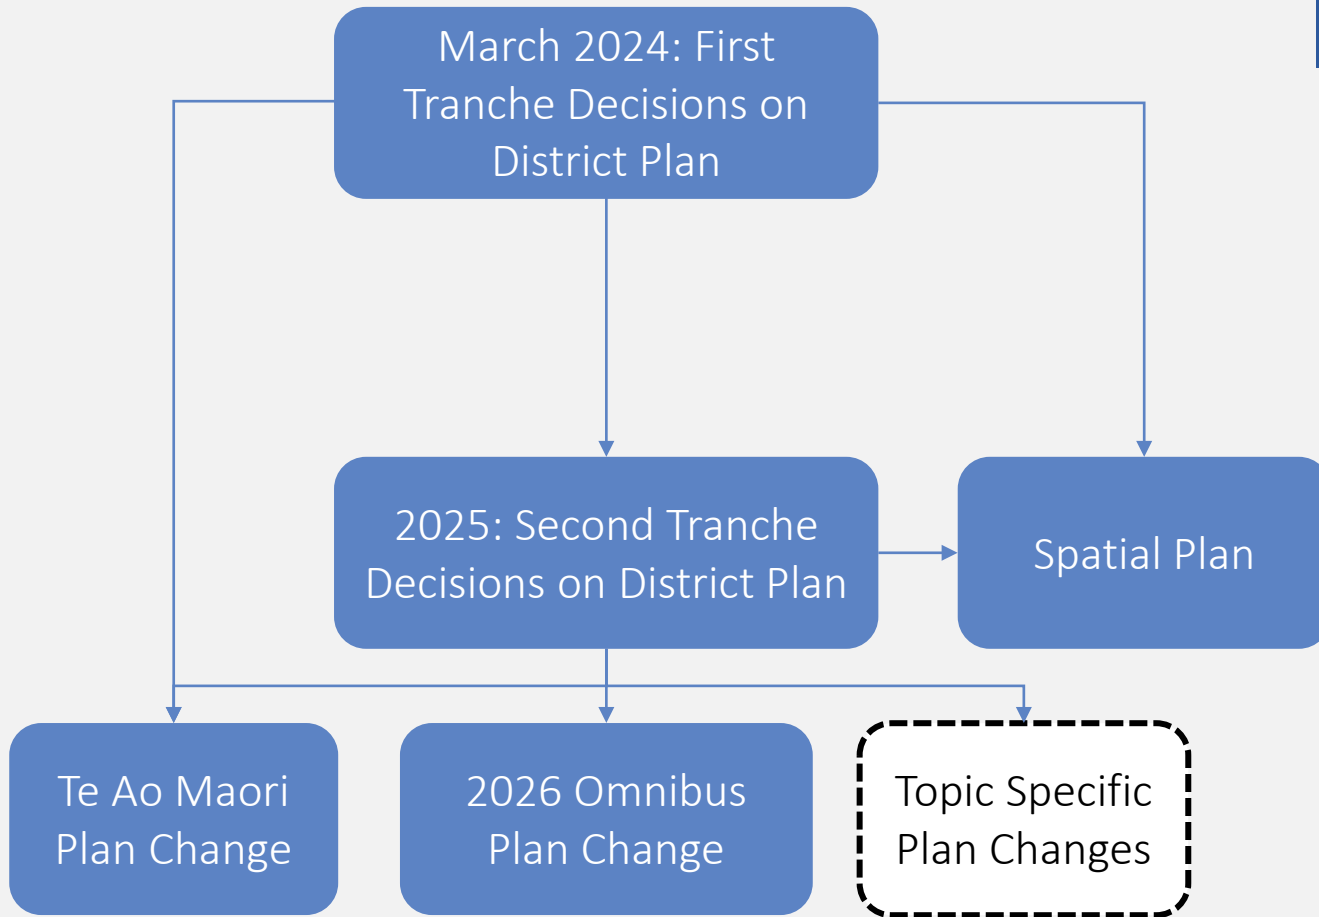 March 2024: First
Tranche Decisions on
District Plan
2025: Second Tranche
Decisions on District Plan
Spatial Plan
Te Ao Maori
Plan Change
2026 Omnibus
Plan Change
Topic Specific
Plan Changes